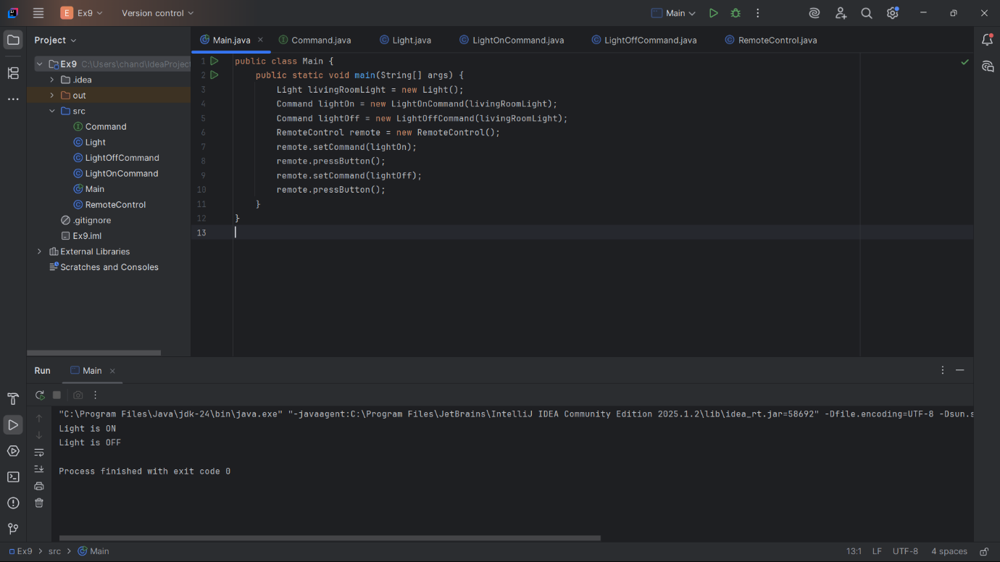 E Ex9 Version control Main
Project
Main.java Command.java Light.java LightOnCommand.java LightOffCommand.java RemoteControl.java
Ex9 C:\Users\chand\IdeaProject
.idea
out
src
Command
Light
LightOffCommand
LightOnCommand
Main
RemoteControl
.gitignore
Ex9.iml
External Libraries
Scratches and Consoles
1 public class Main {
2 public static void main(String[] args) {
3 Light livingRoomLight = new Light();
4 Command lightOn = new LightOnCommand(livingRoomLight);
5 Command lightOff = new LightOffCommand(livingRoomLight);
6 RemoteControl remote = new RemoteControl();
7 remote.setCommand(lightOn);
8 remote.pressButton();
9 remote.setCommand(lightOff);
10 remote.pressButton();
11 }
12 }
13
Run Main
"C:\Program Files\Java\jdk-24\bin\java.exe" "-javaagent:C:\Program Files\JetBrains\IntelliJ IDEA Community Edition 2025.1.2\lib\idea_rt.jar=58692" -Dfile.encoding=UTF-8 -Dsun.s
Light is ON
Light is OFF
Process finished with exit code 0
Ex9 src Main 13:1 LF UTF-8 4 spaces